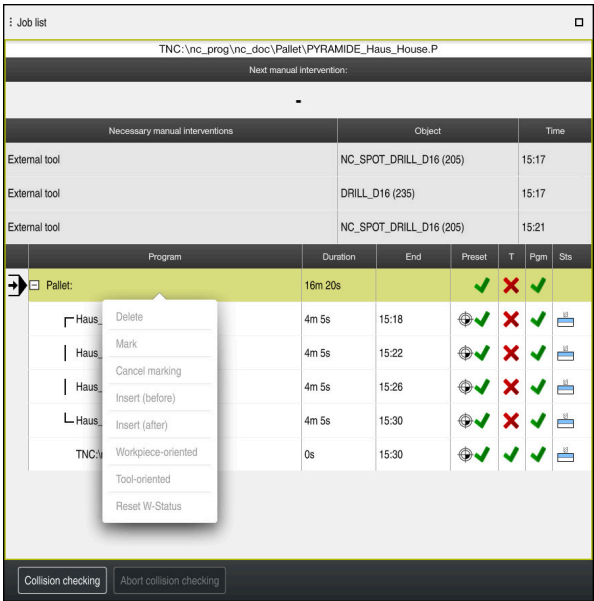 Job list
TNC:\nc_prog\nc_doc\Pallet\PYRAMIDE_Haus_House.P
Next manual intervention:
-
Necessary manual interventions Object Time
External tool NC_SPOT_DRILL_D16 (205) 15:17
External tool DRILL_D16 (235) 15:17
External tool NC_SPOT_DRILL_D16 (205) 15:21
Program Duration End Preset T Pgm Sts
Pallet: 16m 20s
Haus_ 4m 5s 15:18
Haus_ 4m 5s 15:22
Haus_ 4m 5s 15:26
Haus_ 4m 5s 15:30
TNC:\ 0s 15:30
Delete
Mark
Cancel marking
Insert (before)
Insert (after)
Workpiece-oriented
Tool-oriented
Reset W-Status
Collision checking Abort collision checking